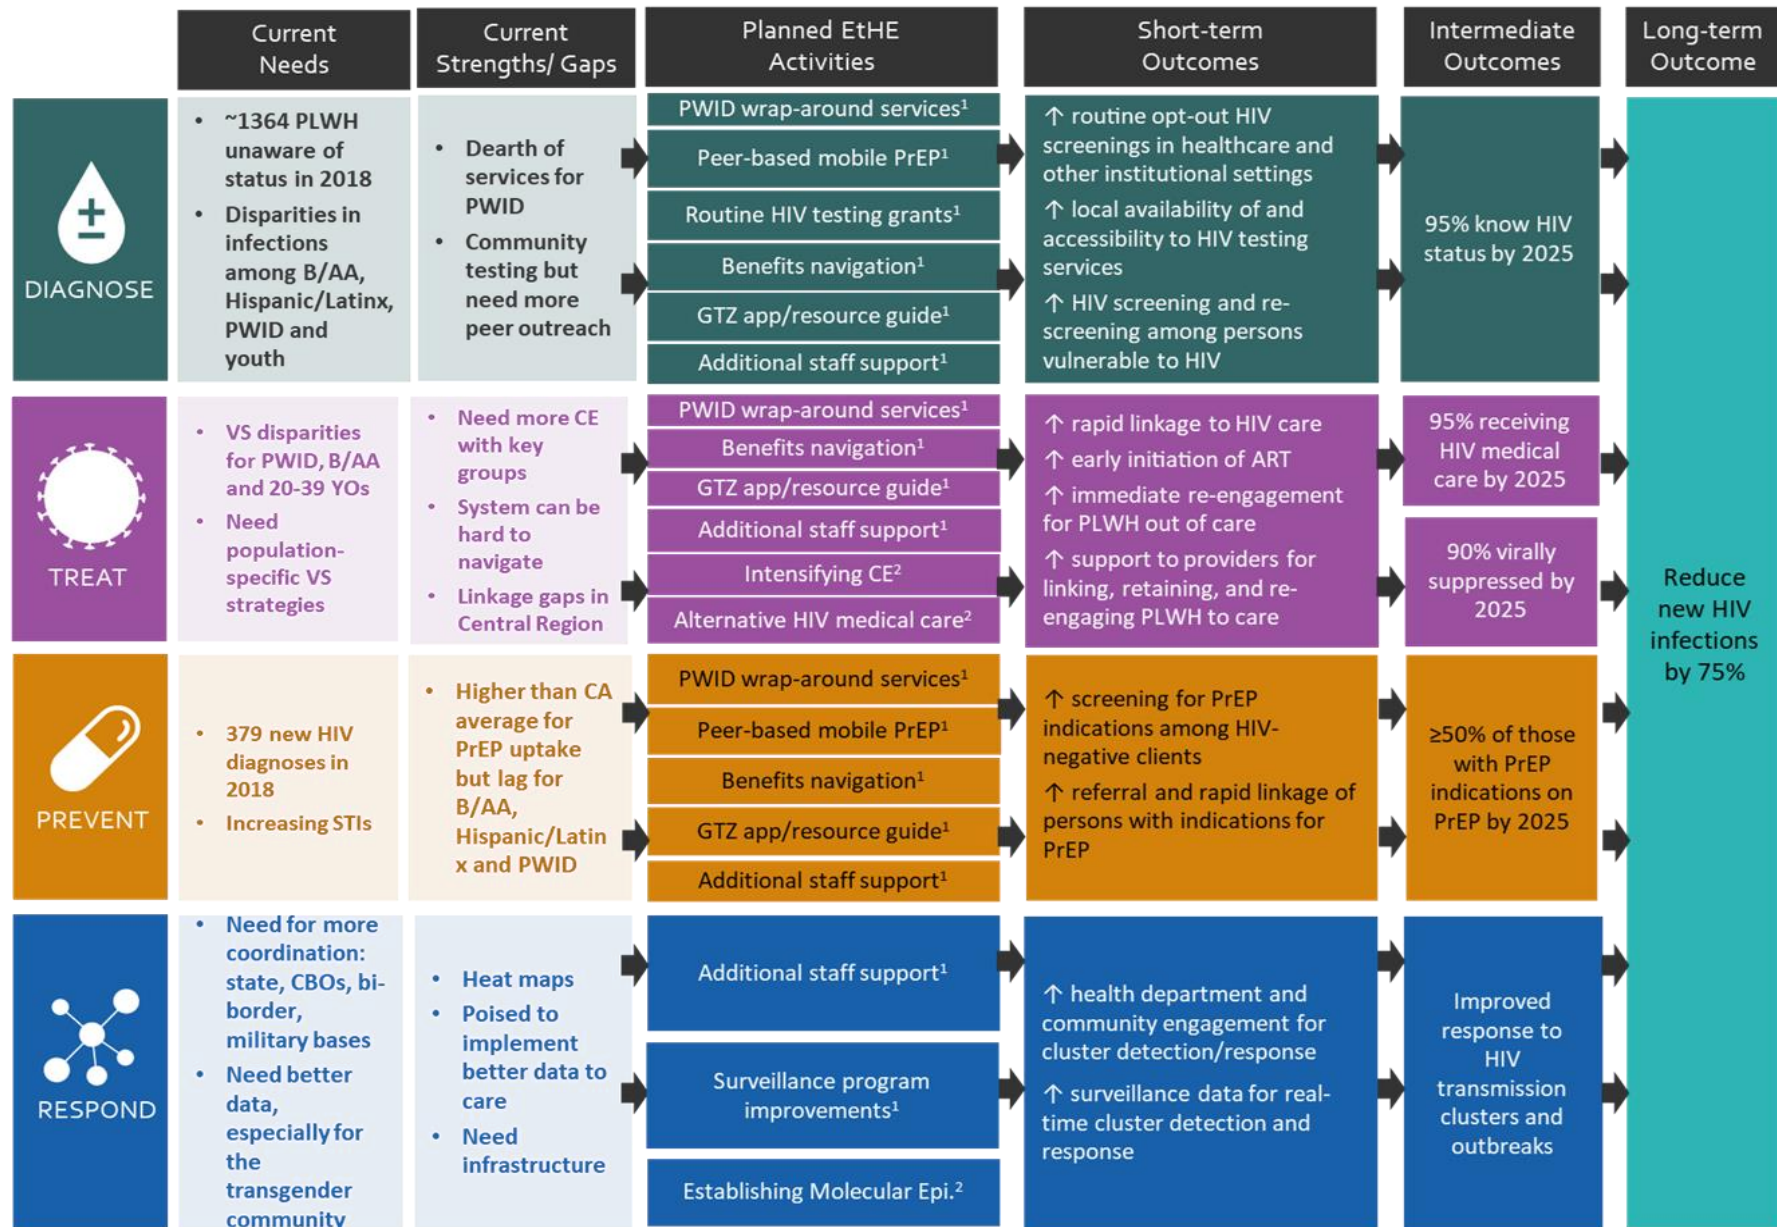 Current
Needs
Current
Strengths/ Gaps
Planned EtHE
Activities
Short-term
Outcomes
Intermediate
Outcomes
Long-term
Outcome
DIAGNOSE
• ~1364 PLWH
unaware of
status in 2018
• Disparities in
infections
among B/AA,
Hispanic/Latinx,
PWID and
youth
• Dearth of
services for
PWID
• Community
testing but
need more
peer outreach
PWID wrap-around services¹
Peer-based mobile PrEP¹
Routine HIV testing grants¹
Benefits navigation¹
GTZ app/resource guide¹
Additional staff support¹
↑ routine opt-out HIV
screenings in healthcare and
other institutional settings
↑ local availability of and
accessibility to HIV testing
services
↑ HIV screening and re-
screening among persons
vulnerable to HIV
95% know HIV
status by 2025
TREAT
• VS disparities
for PWID, B/AA
and 20-39 YOs
• Need
population-
specific VS
strategies
• Need more CE
with key
groups
• System can be
hard to
navigate
• Linkage gaps in
Central Region
PWID wrap-around services¹
Benefits navigation¹
GTZ app/resource guide¹
Additional staff support¹
Intensifying CE²
Alternative HIV medical care²
↑ rapid linkage to HIV care
↑ early initiation of ART
↑ immediate re-engagement
for PLWH out of care
↑ support to providers for
linking, retaining, and re-
engaging PLWH to care
95% receiving
HIV medical
care by 2025
90% virally
suppressed by
2025
PREVENT
• 379 new HIV
diagnoses in
2018
• Increasing STIs
• Higher than CA
average for
PrEP uptake
but lag for
B/AA,
Hispanic/Latin
x and PWID
PWID wrap-around services¹
Peer-based mobile PrEP¹
Benefits navigation¹
GTZ app/resource guide¹
Additional staff support¹
↑ screening for PrEP
indications among HIV-
negative clients
↑ referral and rapid linkage of
persons with indications for
PrEP
≥50% of those
with PrEP
indications on
PrEP by 2025
RESPOND
• Need for more
coordination:
state, CBOs, bi-
border,
military bases
• Need better
data,
especially for
the
transgender
community
• Heat maps
• Poised to
implement
better data to
care
• Need
infrastructure
Additional staff support¹
Surveillance program
improvements¹
Establishing Molecular Epi.²
↑ health department and
community engagement for
cluster detection/response
↑ surveillance data for real-
time cluster detection and
response
Improved
response to
HIV
transmission
clusters and
outbreaks
Reduce
new HIV
infections
by 75%